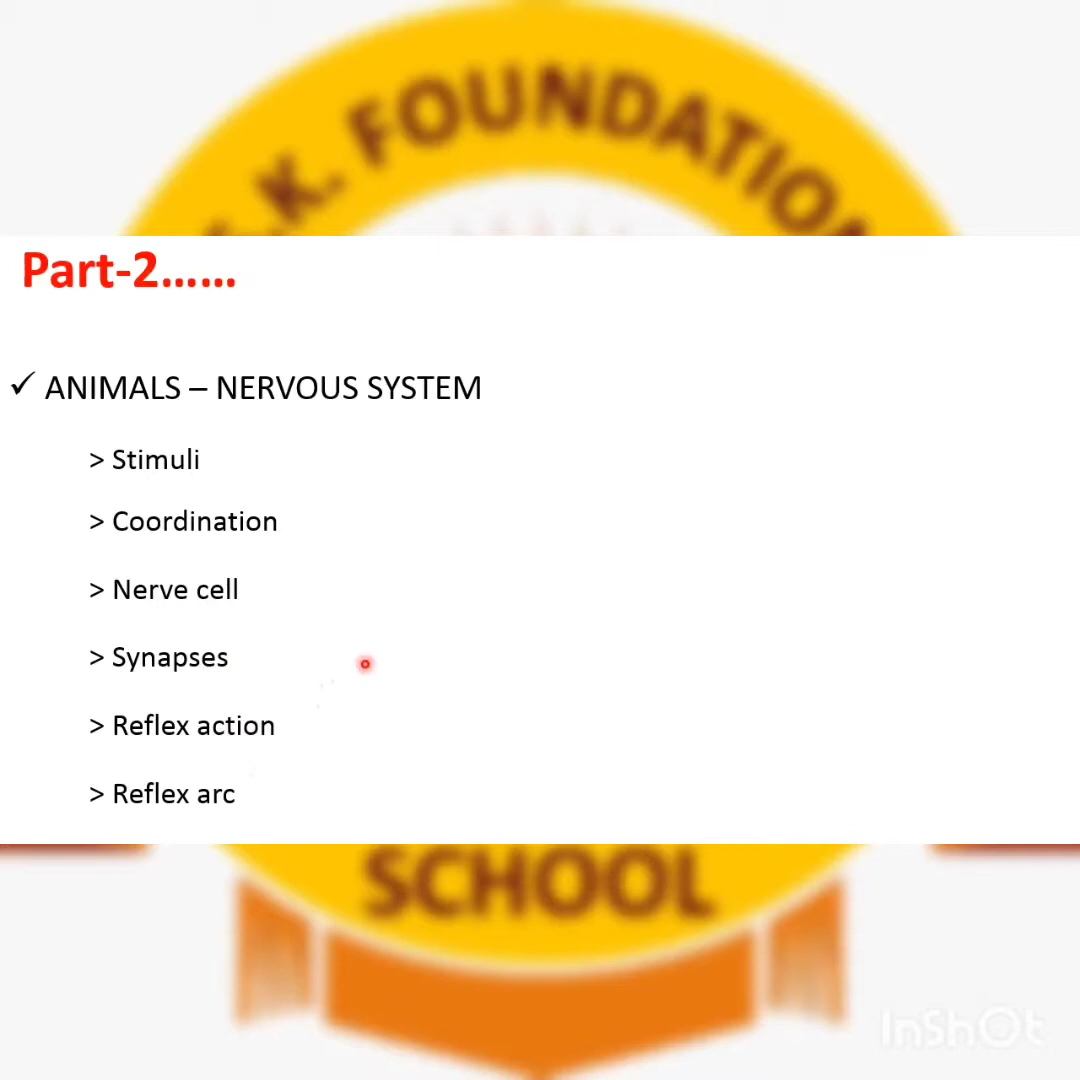 K. FOUNDATION
Part-2......
✓ ANIMALS – NERVOUS SYSTEM
> Stimuli
> Coordination
> Nerve cell
> Synapses
> Reflex action
> Reflex arc
SCHOOL
InShOt